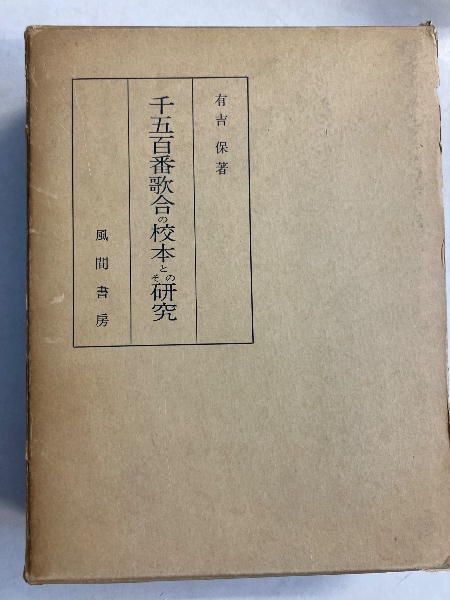 有吉 保著
千五百番歌合の校本とその研究
風間書房